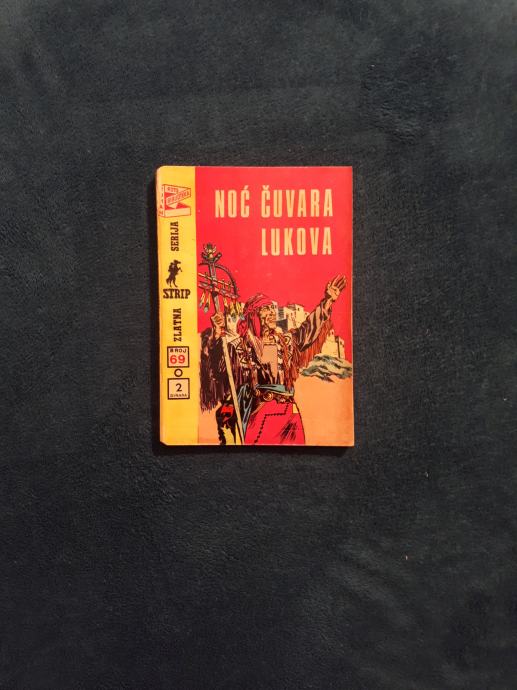 NOĆ ČUVARA
LUKOVA
SERIJA
STRIP
ZLATNA
BROJ
69
2
DINARA